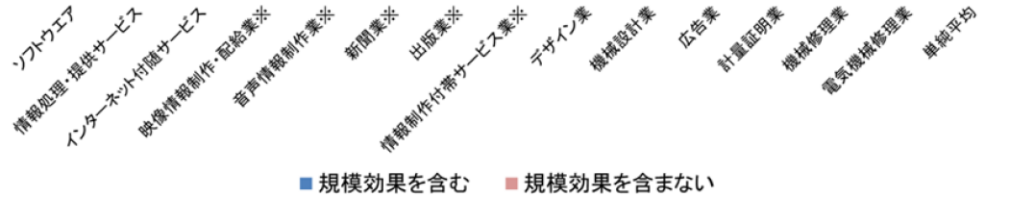 ソフトウエア
情報処理・提供サービス
インターネット付随サービス
映像情報制作・配給業※
音声情報制作業※
新聞業※
出版業※
情報制作付帯サービス業※
デザイン業
機械設計業
広告業
計量証明業
機械修理業
電気機械修理業
単純平均
■規模効果を含む ■規模効果を含まない